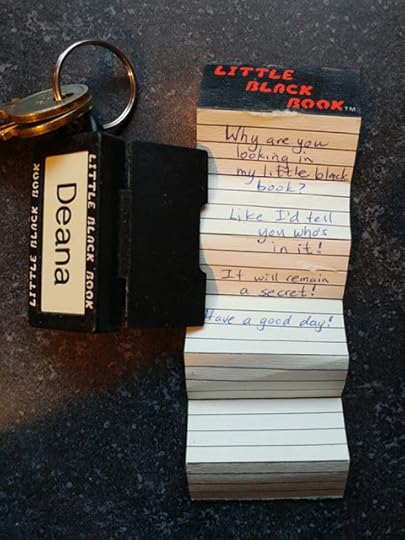 LITTLE
BLACK
BOOK™
Why are you
looking in
my little black
book?
Like I'd tell
you who's
in it!
It will remain
a secret!
Have a good day!
LITTLE BLACK BOOK
Deana
LITTLE BLACK BOOK